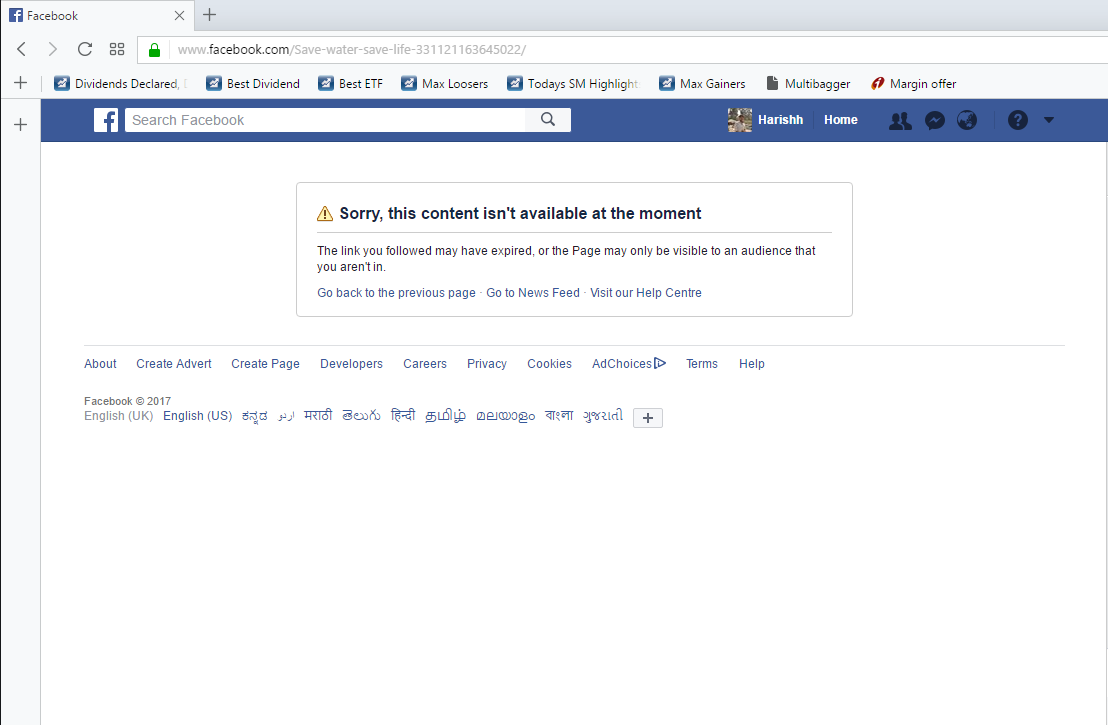 Facebook
www.facebook.com/Save-water-save-life-331121163645022/
Dividends Declared, Best Dividend Best ETF Max Loosers Todays SM Highlight Max Gainers Multibagger Margin offer
Search Facebook Harishh Home
Sorry, this content isn't available at the moment
The link you followed may have expired, or the Page may only be visible to an audience that
you aren't in.
Go back to the previous page · Go to News Feed · Visit our Help Centre
About Create Advert Create Page Developers Careers Privacy Cookies AdChoices Terms Help
Facebook © 2017
English (UK) English (US) ಕನ್ನಡ اردو मराठी తెలుగు हिन्दी தமிழ் മലയാളം বাংলা ગુજરાતી +